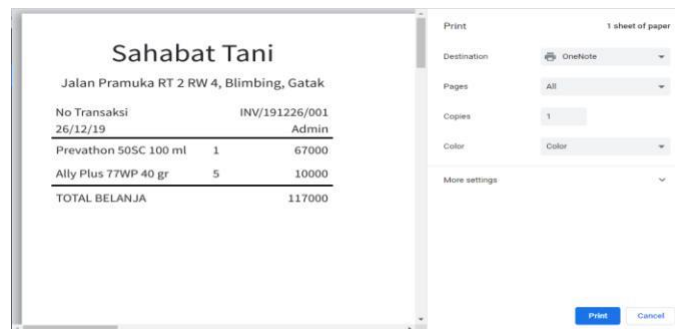 Sahabat Tani
Jalan Pramuka RT 2 RW 4, Blimbing, Gatak
No Transaksi INV/191226/001
26/12/19 Admin
Prevathon 50SC 100 ml 1 67000
Ally Plus 77WP 40 gr 5 10000
TOTAL BELANJA 117000
Print 1 sheet of paper
Destination OneNote
Pages All
Copies 1
Color Color
More settings
Print Cancel